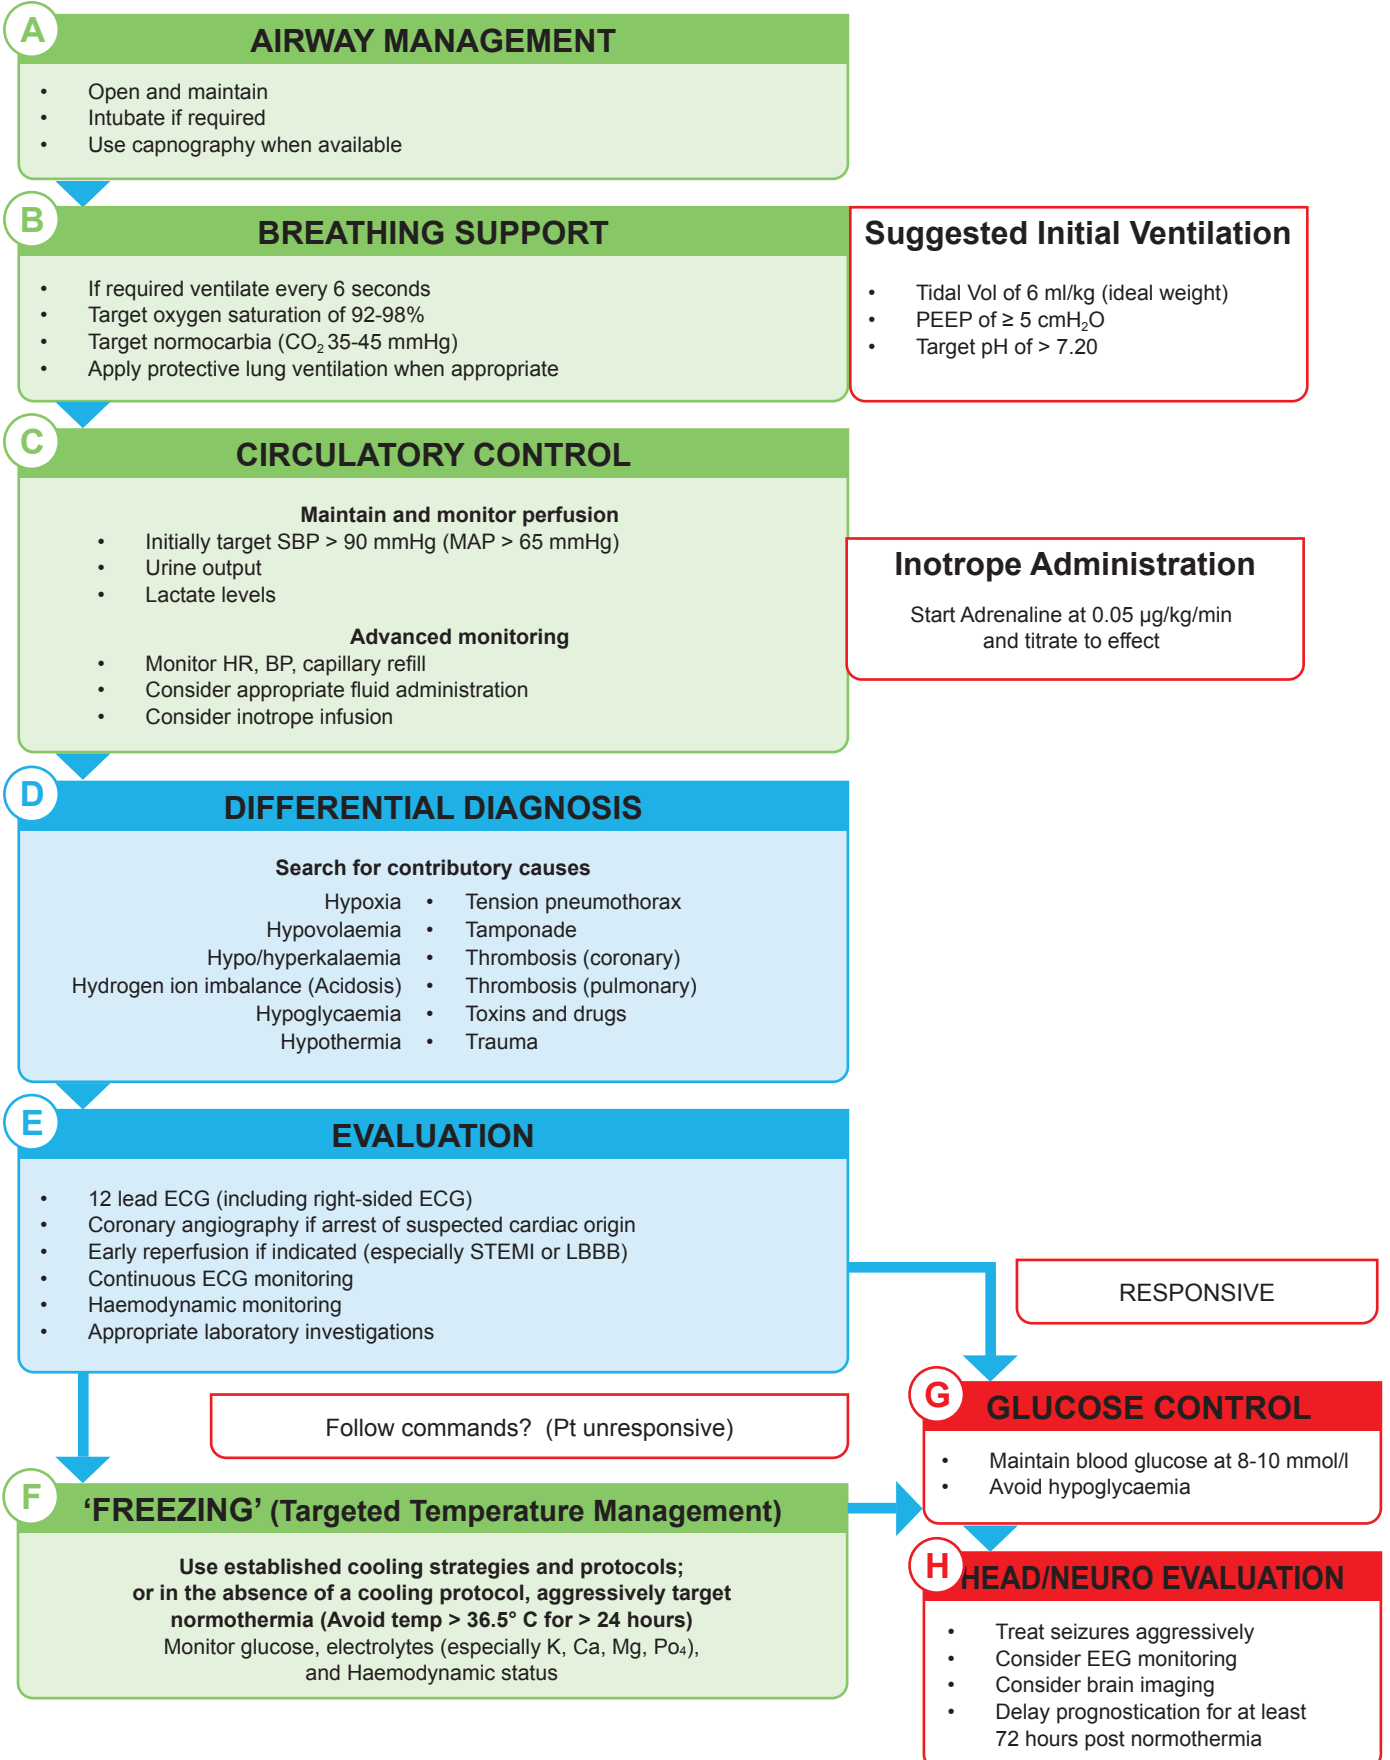 A
AIRWAY MANAGEMENT
• Open and maintain
• Intubate if required
• Use capnography when available
B
BREATHING SUPPORT
• If required ventilate every 6 seconds
• Target oxygen saturation of 92-98%
• Target normocarbia (CO₂ 35-45 mmHg)
• Apply protective lung ventilation when appropriate
Suggested Initial Ventilation
• Tidal Vol of 6 ml/kg (ideal weight)
• PEEP of ≥ 5 cmH₂O
• Target pH of > 7.20
C
CIRCULATORY CONTROL
Maintain and monitor perfusion
• Initially target SBP > 90 mmHg (MAP > 65 mmHg)
• Urine output
• Lactate levels
Advanced monitoring
• Monitor HR, BP, capillary refill
• Consider appropriate fluid administration
• Consider inotrope infusion
Inotrope Administration
Start Adrenaline at 0.05 µg/kg/min
and titrate to effect
D
DIFFERENTIAL DIAGNOSIS
Search for contributory causes
Hypoxia • Tension pneumothorax
Hypovolaemia • Tamponade
Hypo/hyperkalaemia • Thrombosis (coronary)
Hydrogen ion imbalance (Acidosis) • Thrombosis (pulmonary)
Hypoglycaemia • Toxins and drugs
Hypothermia • Trauma
E
EVALUATION
• 12 lead ECG (including right-sided ECG)
• Coronary angiography if arrest of suspected cardiac origin
• Early reperfusion if indicated (especially STEMI or LBBB)
• Continuous ECG monitoring
• Haemodynamic monitoring
• Appropriate laboratory investigations
RESPONSIVE
Follow commands? (Pt unresponsive)
F
‘FREEZING’ (Targeted Temperature Management)
Use established cooling strategies and protocols;
or in the absence of a cooling protocol, aggressively target
normothermia (Avoid temp > 36.5° C for > 24 hours)
Monitor glucose, electrolytes (especially K, Ca, Mg, Po₄),
and Haemodynamic status
G
GLUCOSE CONTROL
• Maintain blood glucose at 8-10 mmol/l
• Avoid hypoglycaemia
H
HEAD/NEURO EVALUATION
• Treat seizures aggressively
• Consider EEG monitoring
• Consider brain imaging
• Delay prognostication for at least
72 hours post normothermia